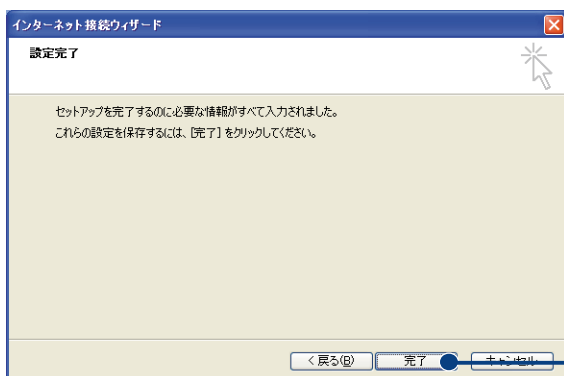 インターネット接続ウィザード
設定完了
セットアップを完了するのに必要な情報がすべて入力されました。
これらの設定を保存するには、[完了] をクリックしてください。
< 戻る(B) 完了 キャンセル